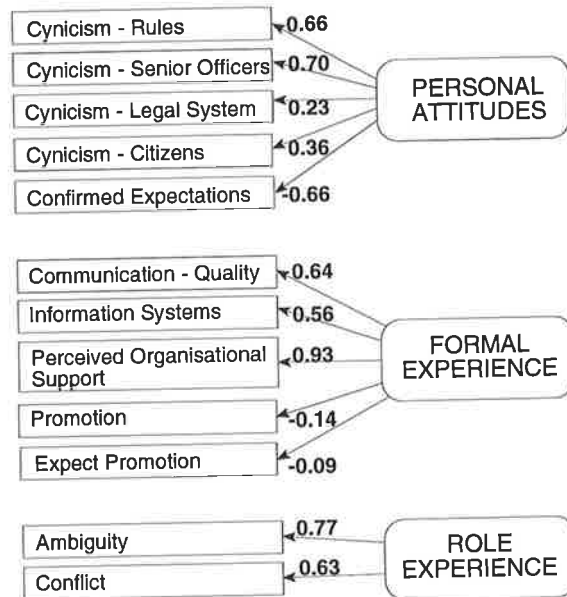 Cynicism - Rules
0.66
Cynicism - Senior Officers
0.70
Cynicism - Legal System
0.23
Cynicism - Citizens
0.36
Confirmed Expectations
-0.66
PERSONAL
ATTITUDES
Communication - Quality
0.64
Information Systems
0.56
Perceived Organisational
Support
0.93
Promotion
-0.14
Expect Promotion
-0.09
FORMAL
EXPERIENCE
Ambiguity
0.77
Conflict
0.63
ROLE
EXPERIENCE